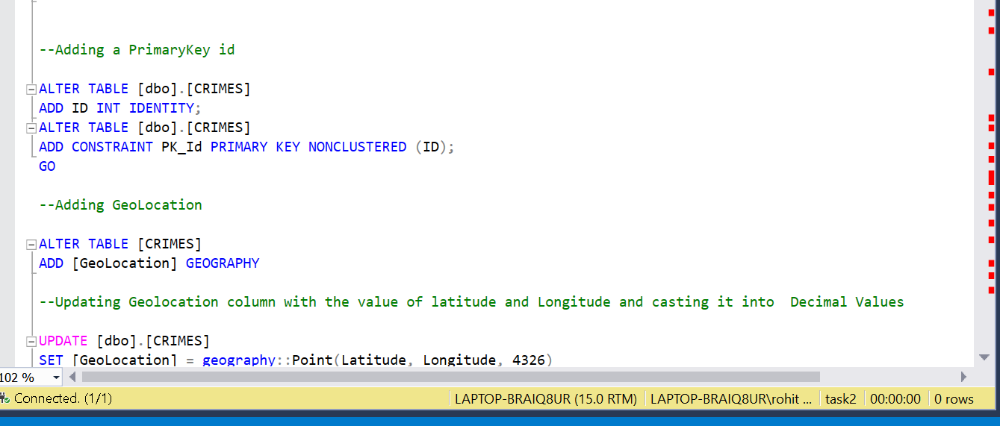 --Adding a PrimaryKey id
ALTER TABLE [dbo].[CRIMES]
ADD ID INT IDENTITY;
ALTER TABLE [dbo].[CRIMES]
ADD CONSTRAINT PK_Id PRIMARY KEY NONCLUSTERED (ID);
GO
--Adding GeoLocation
ALTER TABLE [CRIMES]
ADD [GeoLocation] GEOGRAPHY
--Updating Geolocation column with the value of latitude and Longitude and casting it into  Decimal Values
UPDATE [dbo].[CRIMES]
SET [GeoLocation] = geography::Point(Latitude, Longitude, 4326)
102 %
Connected. (1/1) LAPTOP-BRAIQ8UR (15.0 RTM) LAPTOP-BRAIQ8UR\rohit ... task2 00:00:00 0 rows